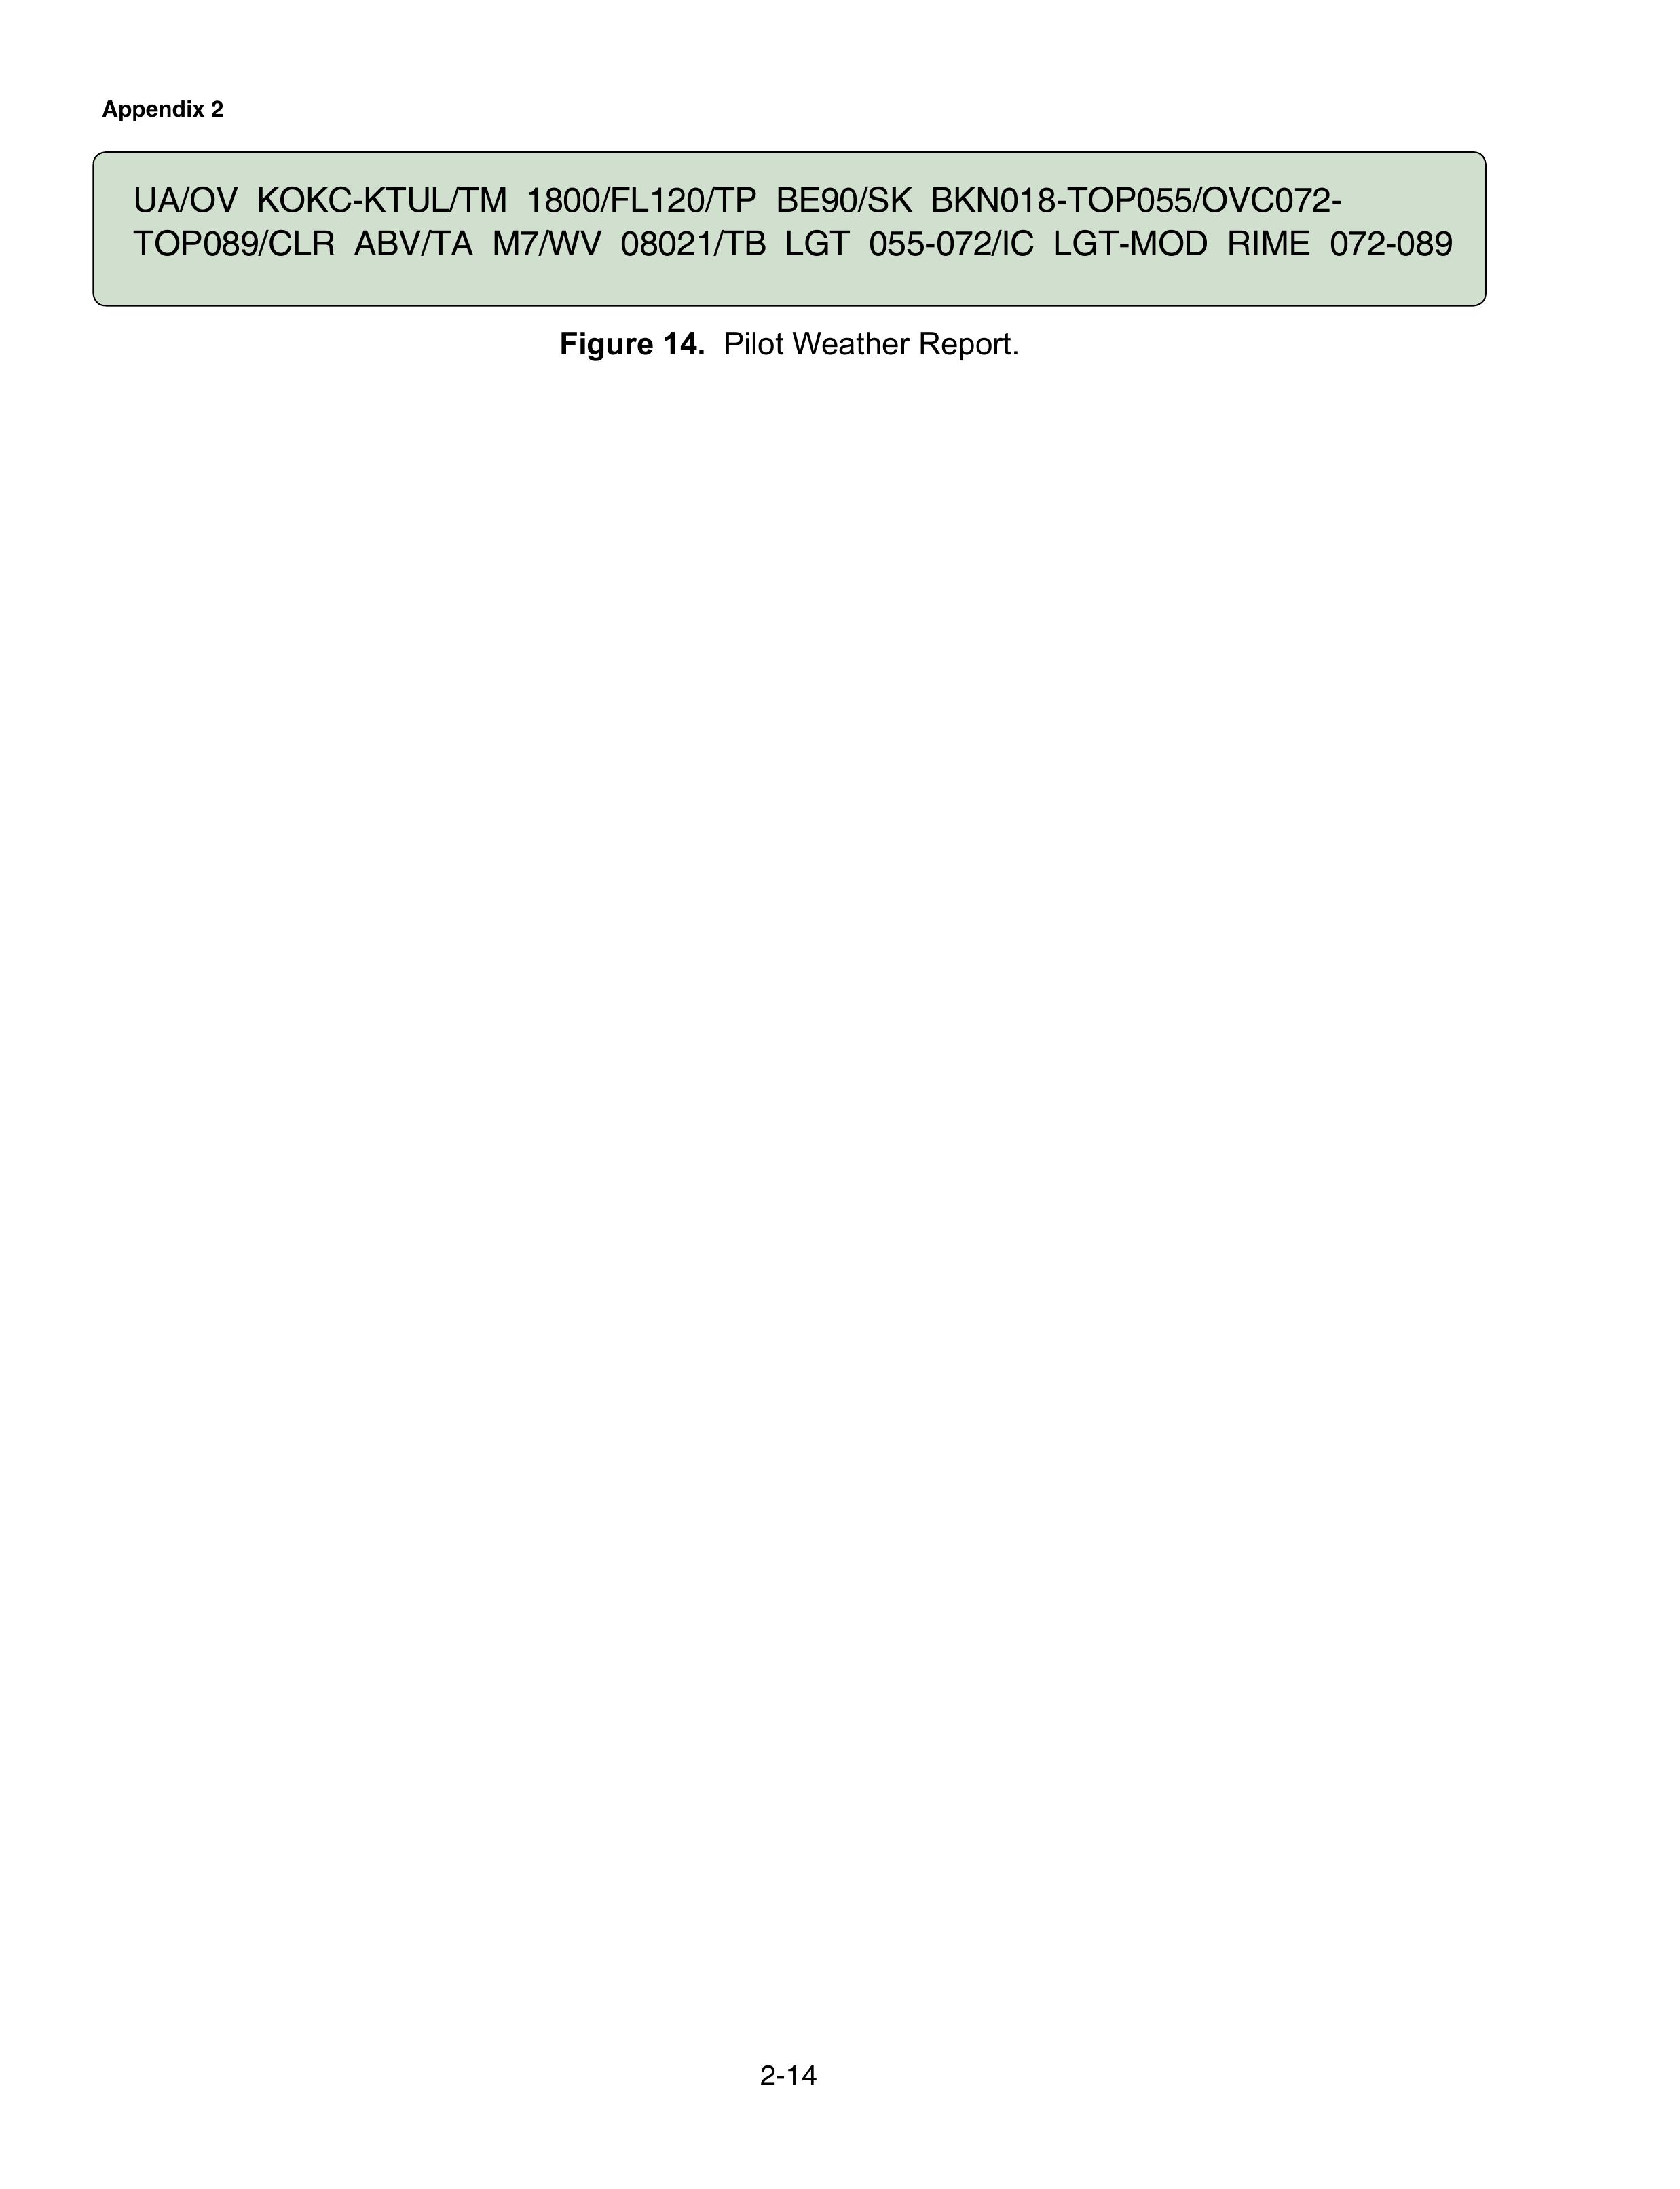 Appendix 2
UA/OV KOKC-KTUL/TM 1800/FL120/TP BE90/SK BKN018-TOP055/OVC072-
TOP089/CLR ABV/TA M7/WV 08021/TB LGT 055-072/IC LGT-MOD RIME 072-089
Figure 14. Pilot Weather Report.
2-14